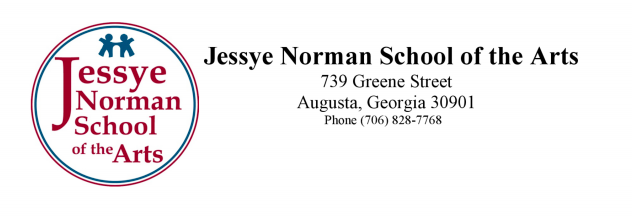 Jessye
Norman
School
of the Arts
Jessye Norman School of the Arts
739 Greene Street
Augusta, Georgia 30901
Phone (706) 828-7768